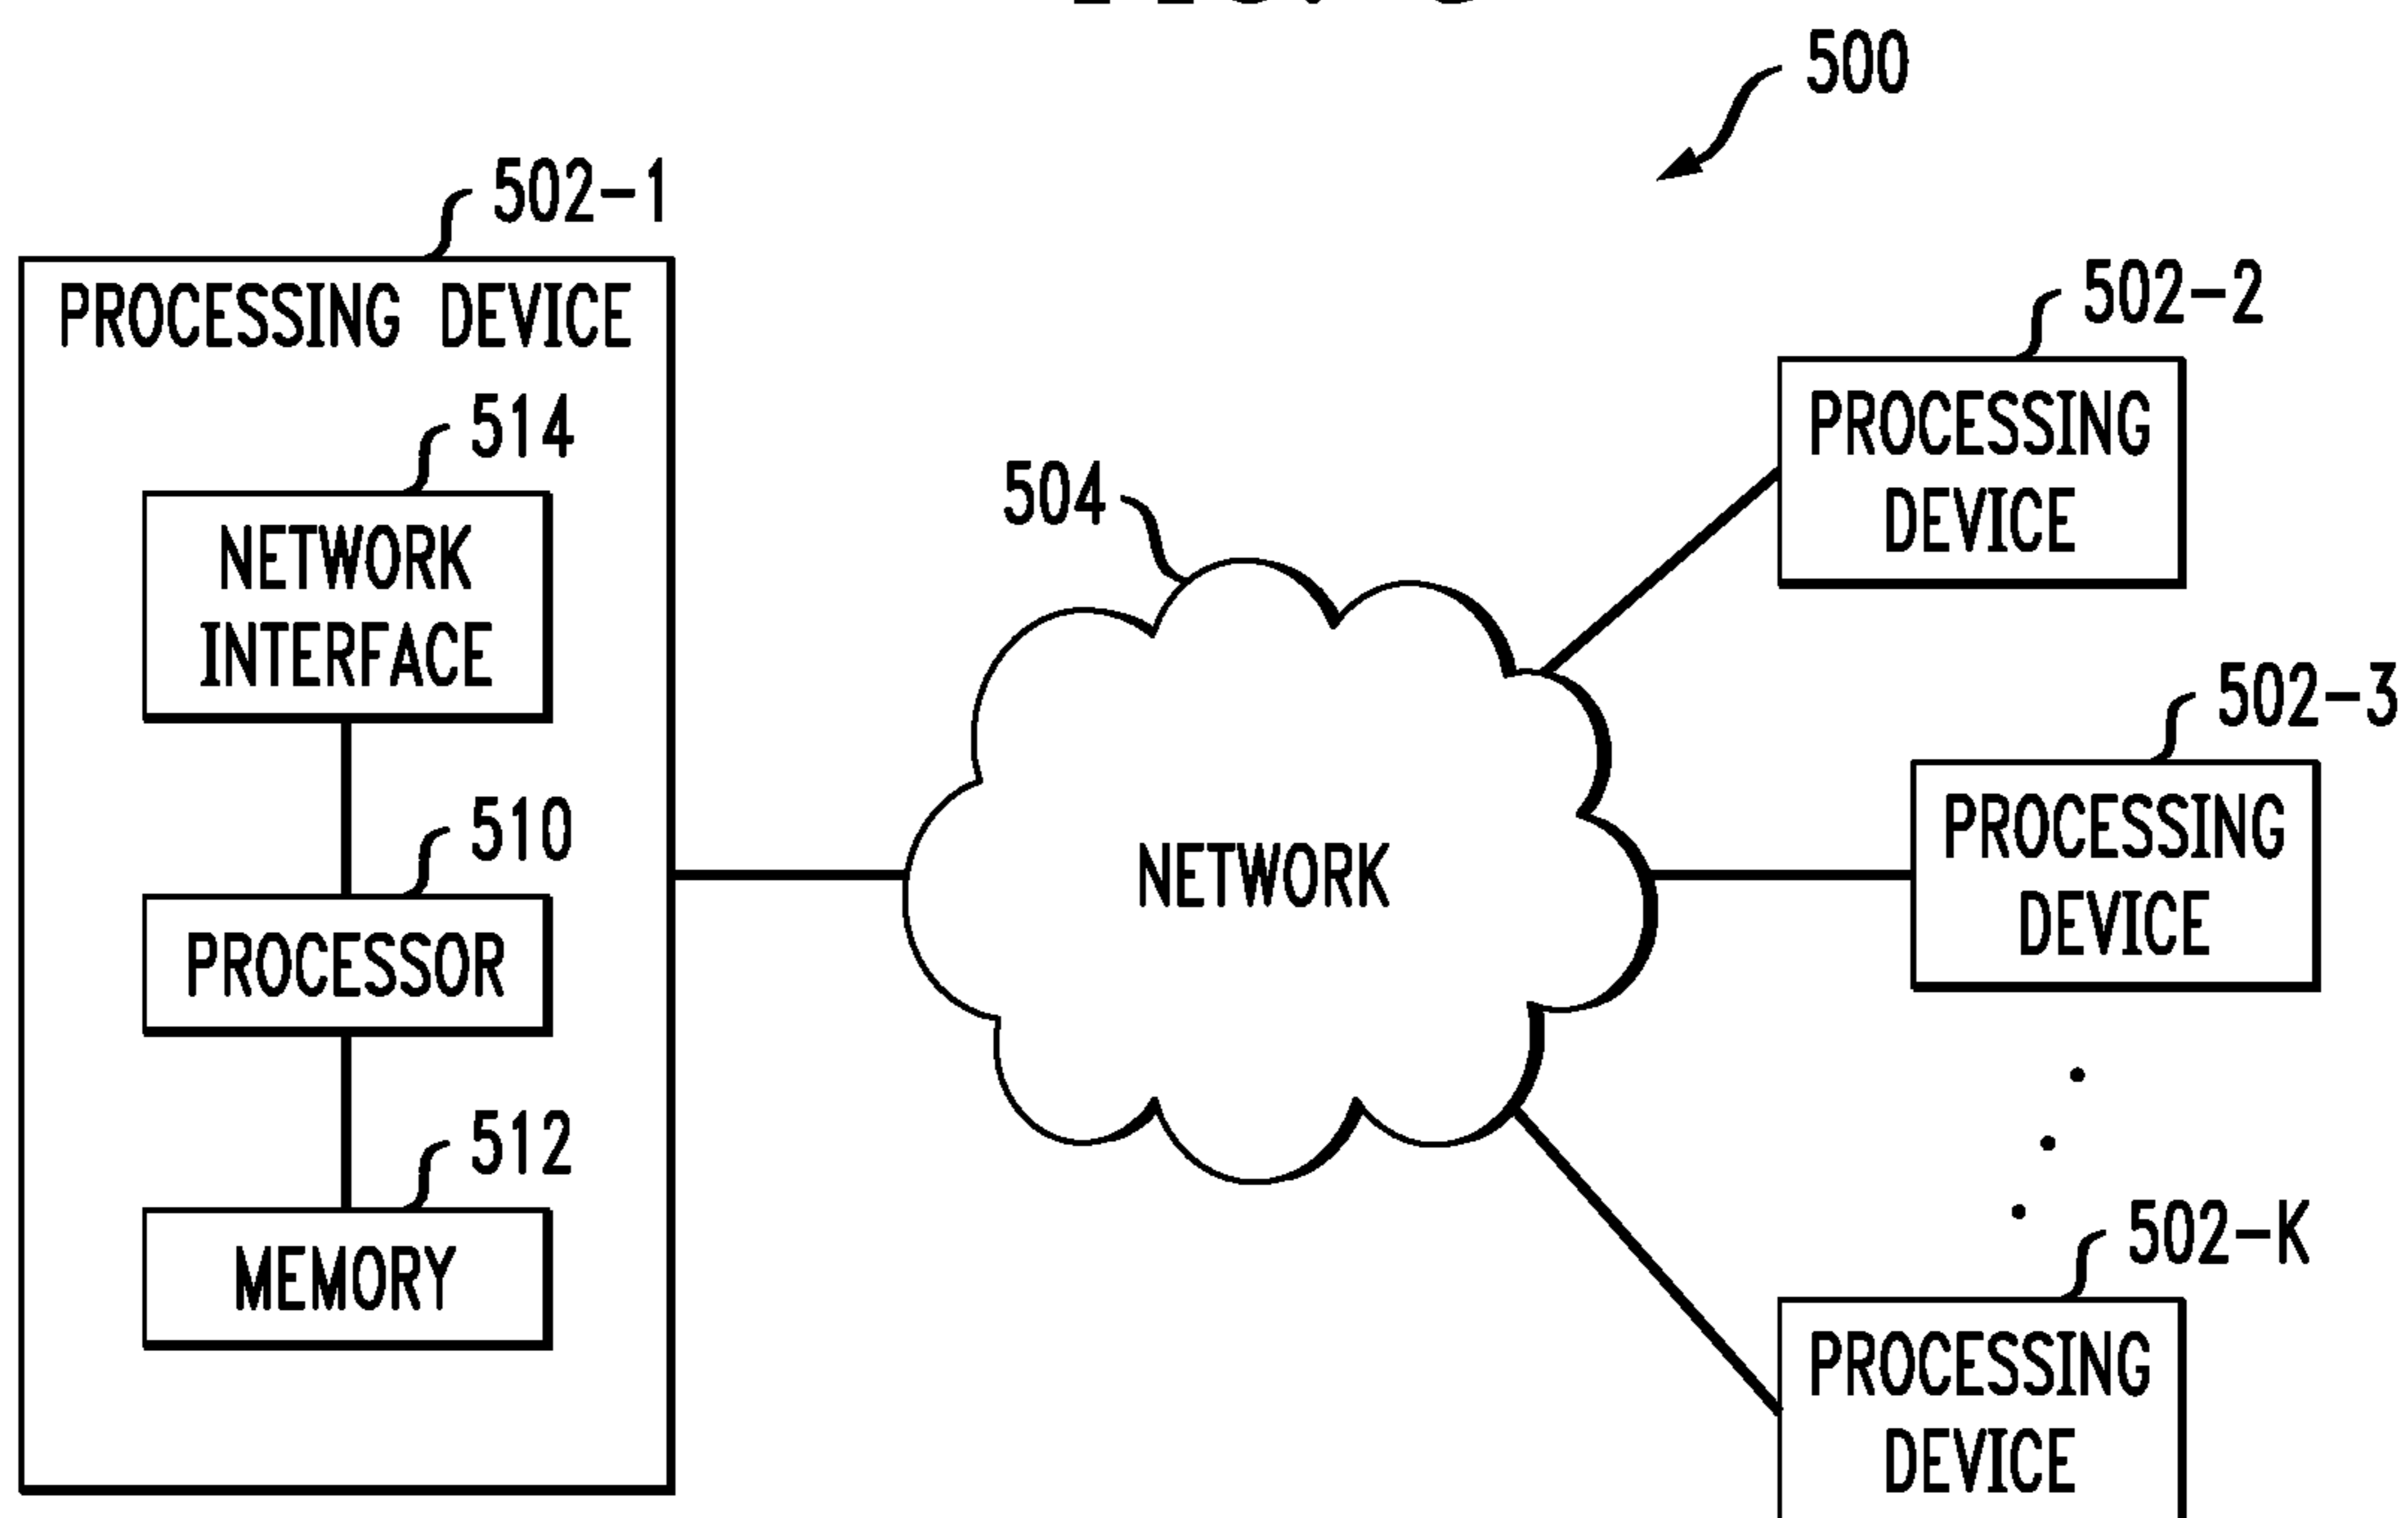 500
502-1
PROCESSING DEVICE
514
NETWORK
INTERFACE
510
PROCESSOR
512
MEMORY
504
NETWORK
502-2
PROCESSING
DEVICE
502-3
PROCESSING
DEVICE
502-K
PROCESSING
DEVICE